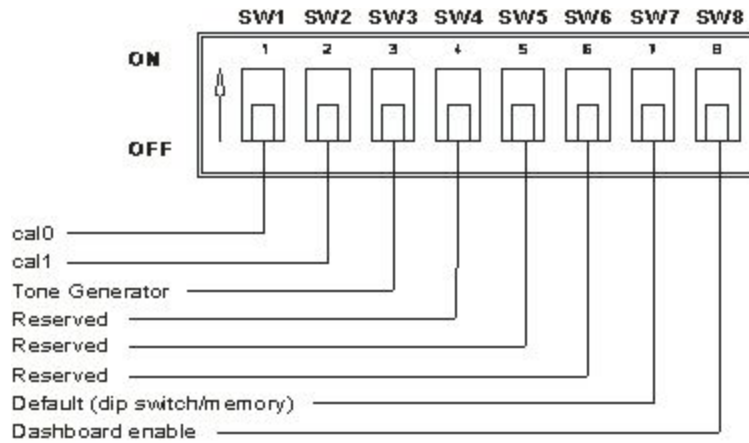 SW1 SW2 SW3 SW4 SW5 SW6 SW7 SW8
1 2 3 4 5 6 7 8
ON
OFF
cal0
cal1
Tone Generator
Reserved
Reserved
Reserved
Default (dip switch/memory)
Dashboard enable